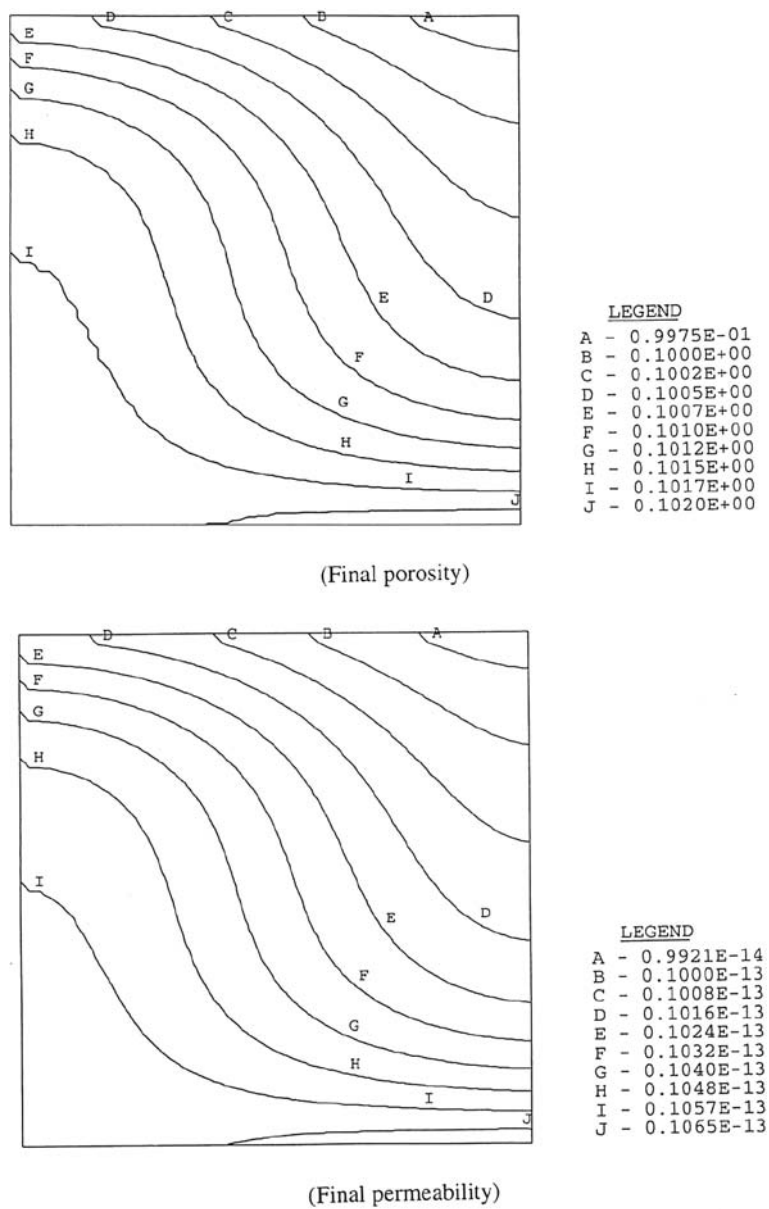 D C B A
E
F
G
H
I
E D
F
G
H
I
J
LEGEND
A - 0.9975E-01
B - 0.1000E+00
C - 0.1002E+00
D - 0.1005E+00
E - 0.1007E+00
F - 0.1010E+00
G - 0.1012E+00
H - 0.1015E+00
I - 0.1017E+00
J - 0.1020E+00
(Final porosity)
D C B A
E
F
G
H
I
E D
F
G
H
I
J
LEGEND
A - 0.9921E-14
B - 0.1000E-13
C - 0.1008E-13
D - 0.1016E-13
E - 0.1024E-13
F - 0.1032E-13
G - 0.1040E-13
H - 0.1048E-13
I - 0.1057E-13
J - 0.1065E-13
(Final permeability)